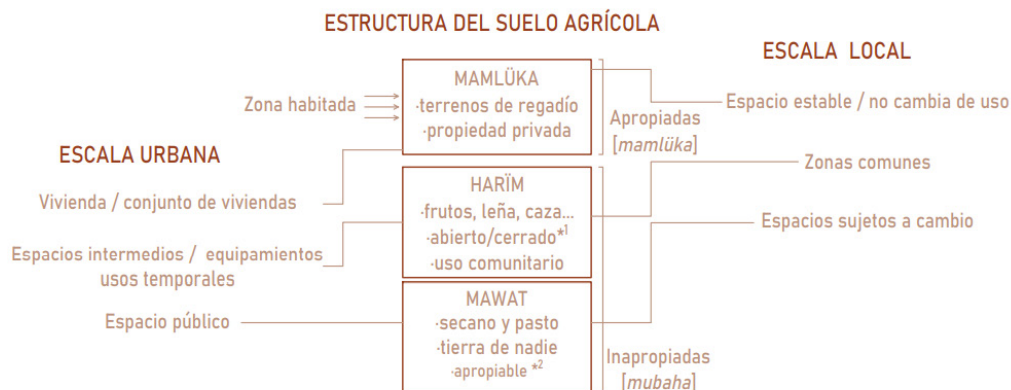 ESTRUCTURA DEL SUELO AGRÍCOLA
ESCALA LOCAL
MAMLÜKA
·terrenos de regadío
·propiedad privada
Zona habitada
Apropiadas
[mamlüka]
Espacio estable / no cambia de uso
ESCALA URBANA
Zonas comunes
Vivienda / conjunto de viviendas
HARÏM
·frutos, leña, caza...
·abierto/cerrado*1
·uso comunitario
Espacios sujetos a cambio
Espacios intermedios / equipamientos
usos temporales
MAWAT
·secano y pasto
·tierra de nadie
·apropiable *2
Espacio público
Inapropiadas
[mubaha]